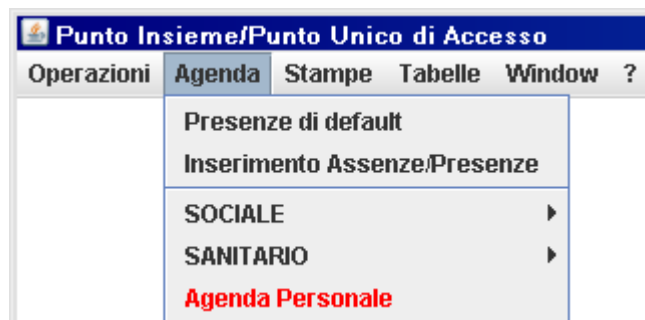 Punto Insieme/Punto Unico di Accesso
Operazioni Agenda Stampe Tabelle Window ?
Presenze di default
Inserimento Assenze/Presenze
SOCIALE
SANITARIO
Agenda Personale